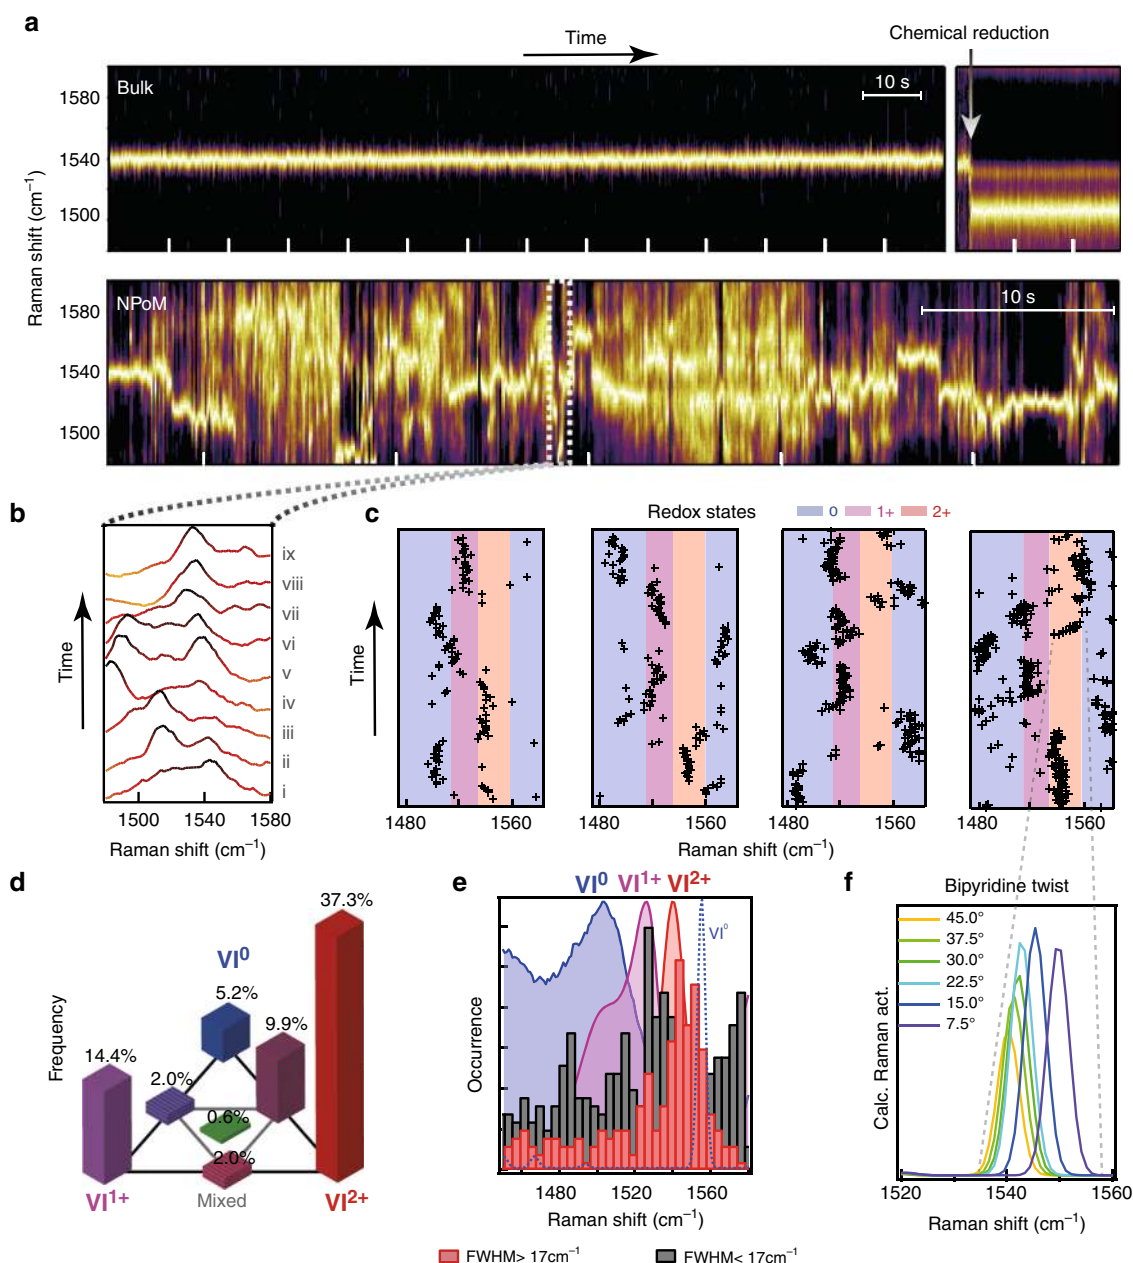 a
Time
Chemical reduction
Bulk
10 s
1580
1540
1500
Raman shift (cm⁻¹)
NPoM
10 s
1580
1540
1500
b
Time
ix
viii
vii
vi
v
iv
iii
ii
i
1500 1540 1580
Raman shift (cm⁻¹)
c
Redox states
0 1+ 2+
Time
1480 1560
1480 1560
1480 1560
1480 1560
Raman shift (cm⁻¹)
d
Frequency
37.3%
VI⁰
5.2%
9.9%
14.4%
2.0%
0.6%
2.0%
Mixed
VI¹⁺
VI²⁺
e
VI⁰ VI¹⁺ VI²⁺
VI⁰
Occurrence
1480 1520 1560
Raman shift (cm⁻¹)
FWHM> 17cm⁻¹
FWHM< 17cm⁻¹
f
Bipyridine twist
45.0°
37.5°
30.0°
22.5°
15.0°
7.5°
Calc. Raman act.
1520 1540 1560
Raman shift (cm⁻¹)